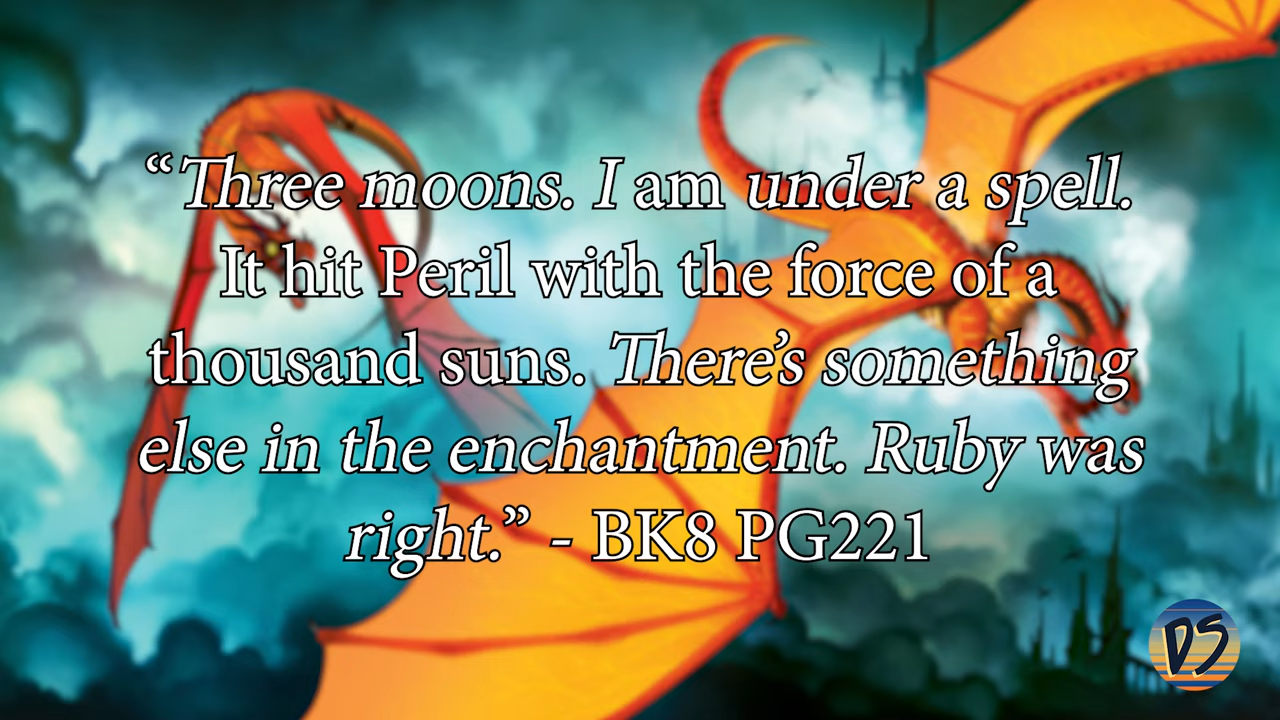 “Three moons. I am under a spell.
It hit Peril with the force of a
thousand suns. There’s something
else in the enchantment. Ruby was
right.” - BK8 PG221
DS